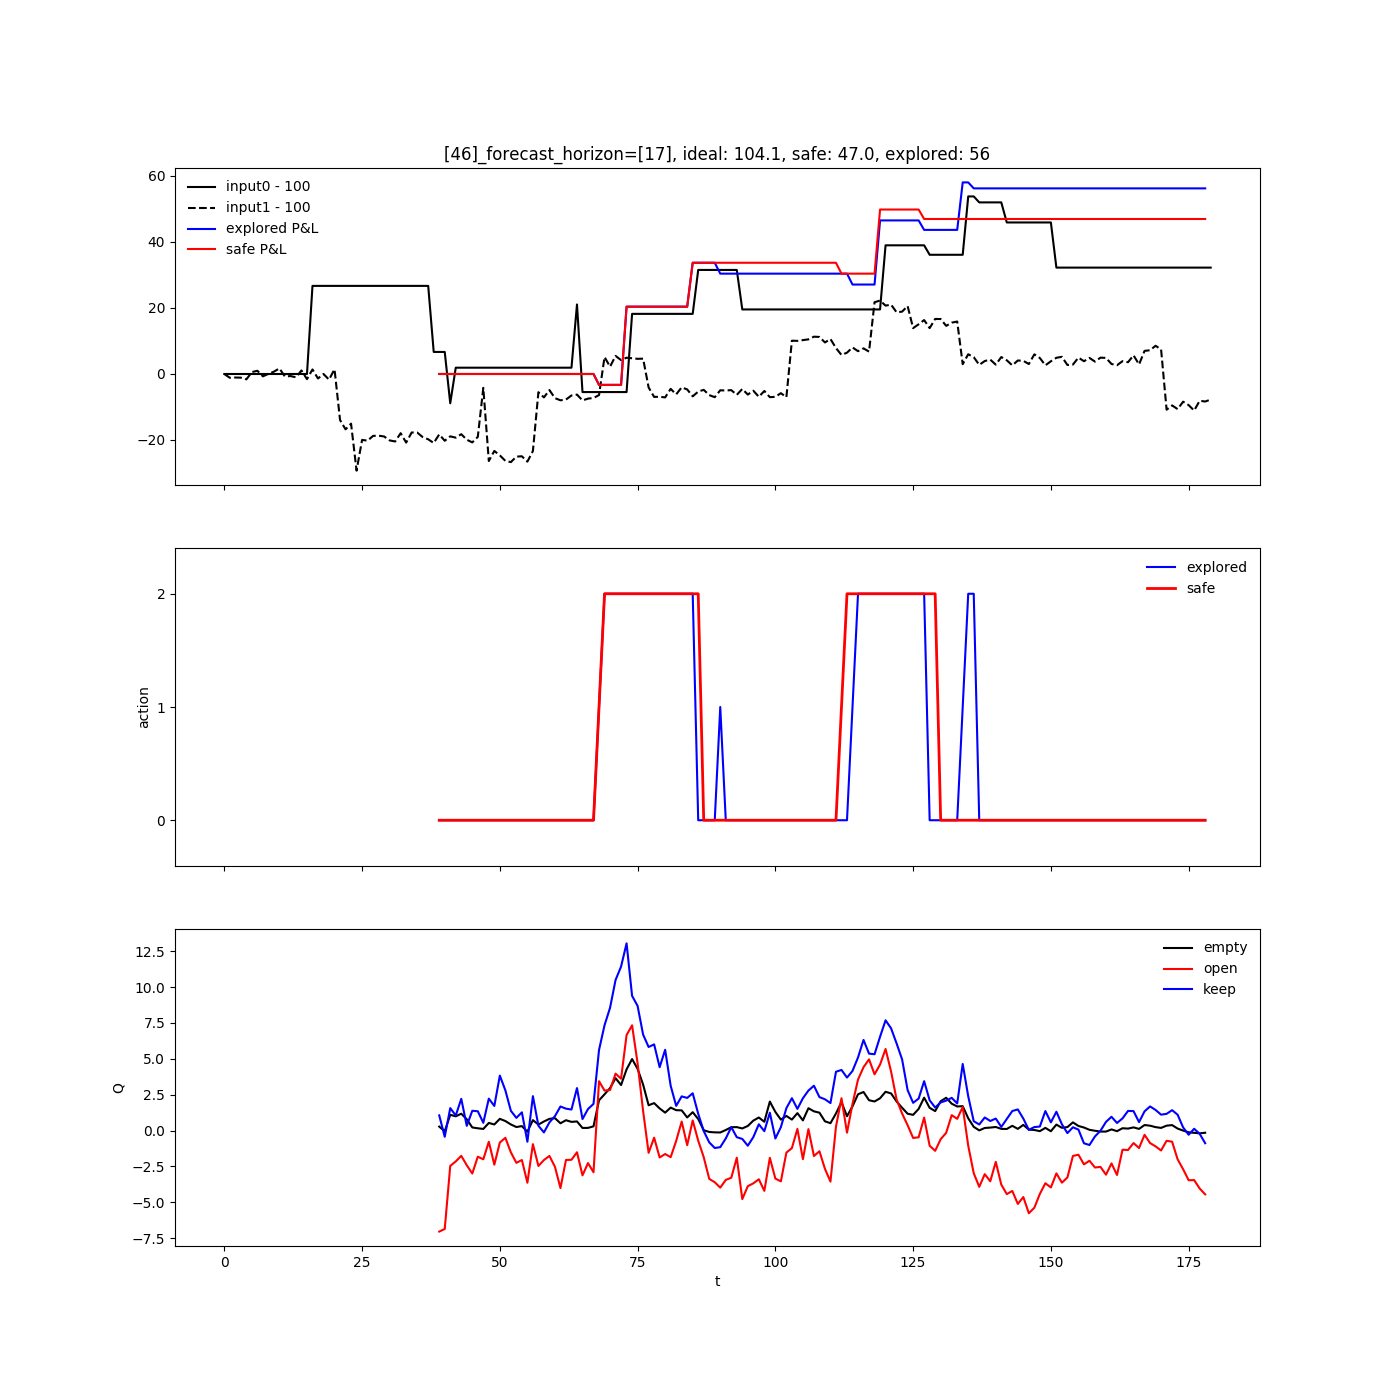 [46]_forecast_horizon=[17], ideal: 104.1, safe: 47.0, explored: 56
60
40
20
0
−20
input0 - 100
input1 - 100
explored P&L
safe P&L
action
2
1
0
explored
safe
Q
12.5
10.0
7.5
5.0
2.5
0.0
−2.5
−5.0
−7.5
empty
open
keep
0 25 50 75 100 125 150 175
t